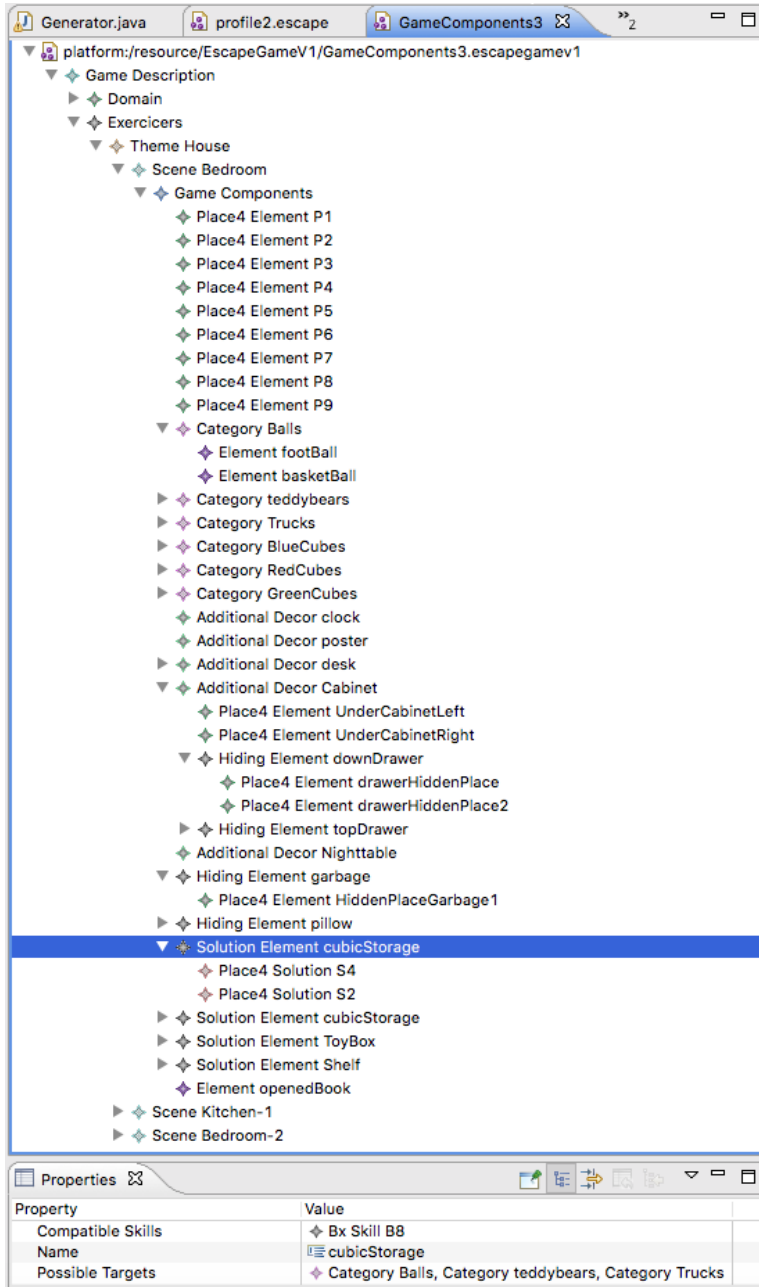 Generator.java profile2.escape GameComponents3 »2
platform:/resource/EscapeGameV1/GameComponents3.escapegamev1
Game Description
Domain
Exercicers
Theme House
Scene Bedroom
Game Components
Place4 Element P1
Place4 Element P2
Place4 Element P3
Place4 Element P4
Place4 Element P5
Place4 Element P6
Place4 Element P7
Place4 Element P8
Place4 Element P9
Category Balls
Element footBall
Element basketBall
Category teddybears
Category Trucks
Category BlueCubes
Category RedCubes
Category GreenCubes
Additional Decor clock
Additional Decor poster
Additional Decor desk
Additional Decor Cabinet
Place4 Element UnderCabinetLeft
Place4 Element UnderCabinetRight
Hiding Element downDrawer
Place4 Element drawerHiddenPlace
Place4 Element drawerHiddenPlace2
Hiding Element topDrawer
Additional Decor Nighttable
Hiding Element garbage
Place4 Element HiddenPlaceGarbage1
Hiding Element pillow
Solution Element cubicStorage
Place4 Solution S4
Place4 Solution S2
Solution Element cubicStorage
Solution Element ToyBox
Solution Element Shelf
Element openedBook
Scene Kitchen-1
Scene Bedroom-2
Properties
Property Value
Compatible Skills Bx Skill B8
Name cubicStorage
Possible Targets Category Balls, Category teddybears, Category Trucks